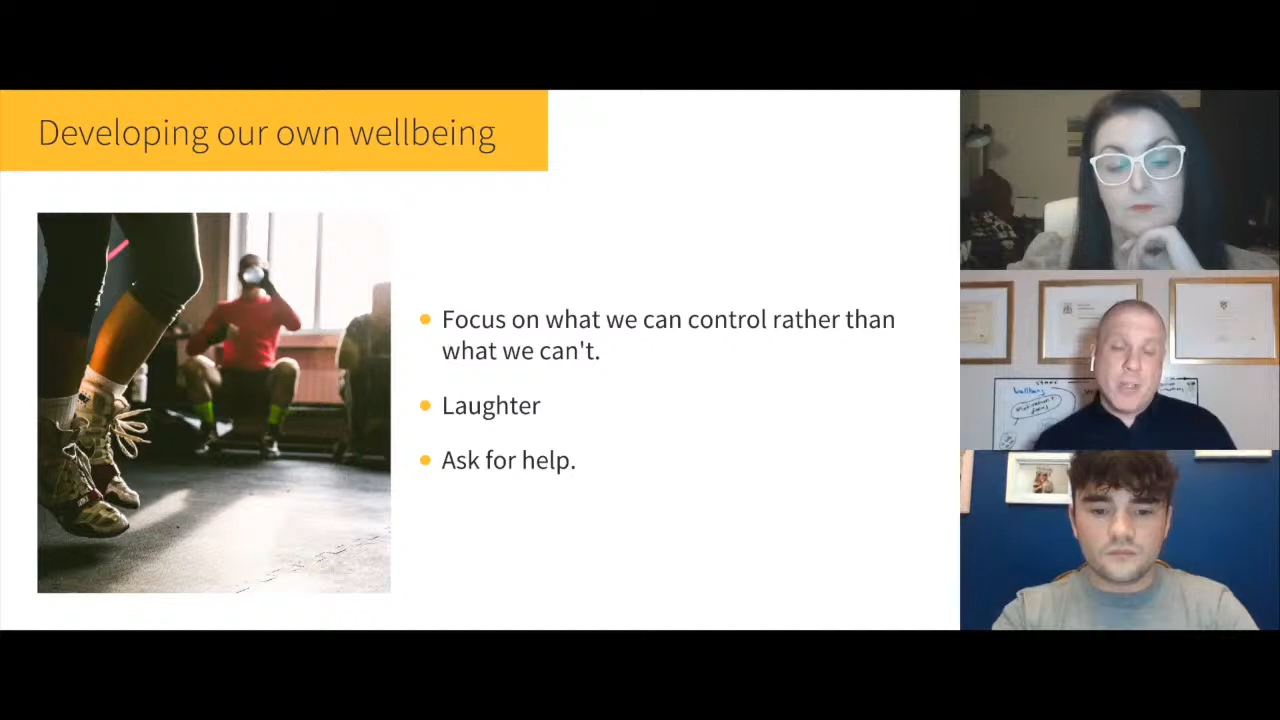 Developing our own wellbeing
Focus on what we can control rather than
what we can't.
Laughter
Ask for help.